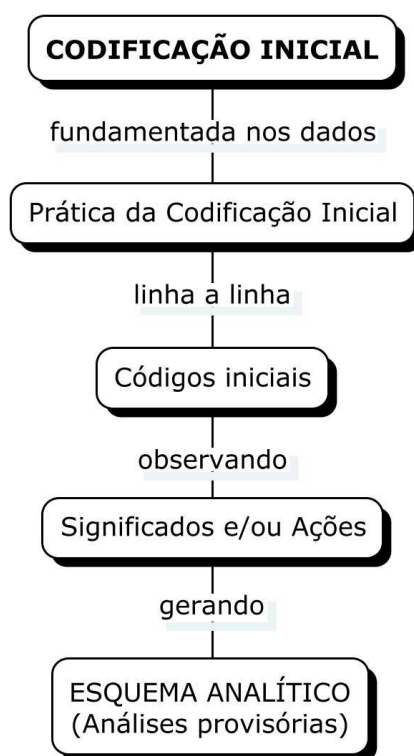 CODIFICAÇÃO INICIAL
fundamentada nos dados
Prática da Codificação Inicial
linha a linha
Códigos iniciais
observando
Significados e/ou Ações
gerando
ESQUEMA ANALÍTICO
(Análises provisórias)